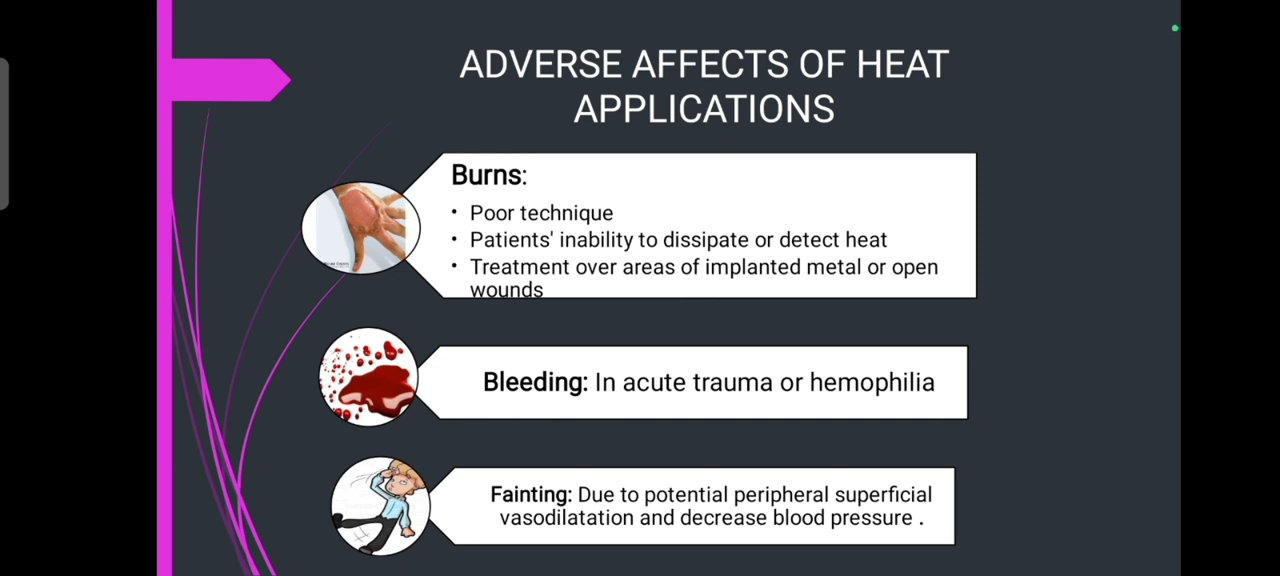 ADVERSE AFFECTS OF HEAT
APPLICATIONS
Burns:
• Poor technique
• Patients' inability to dissipate or detect heat
• Treatment over areas of implanted metal or open
wounds
Bleeding: In acute trauma or hemophilia
Fainting: Due to potential peripheral superficial
vasodilatation and decrease blood pressure .